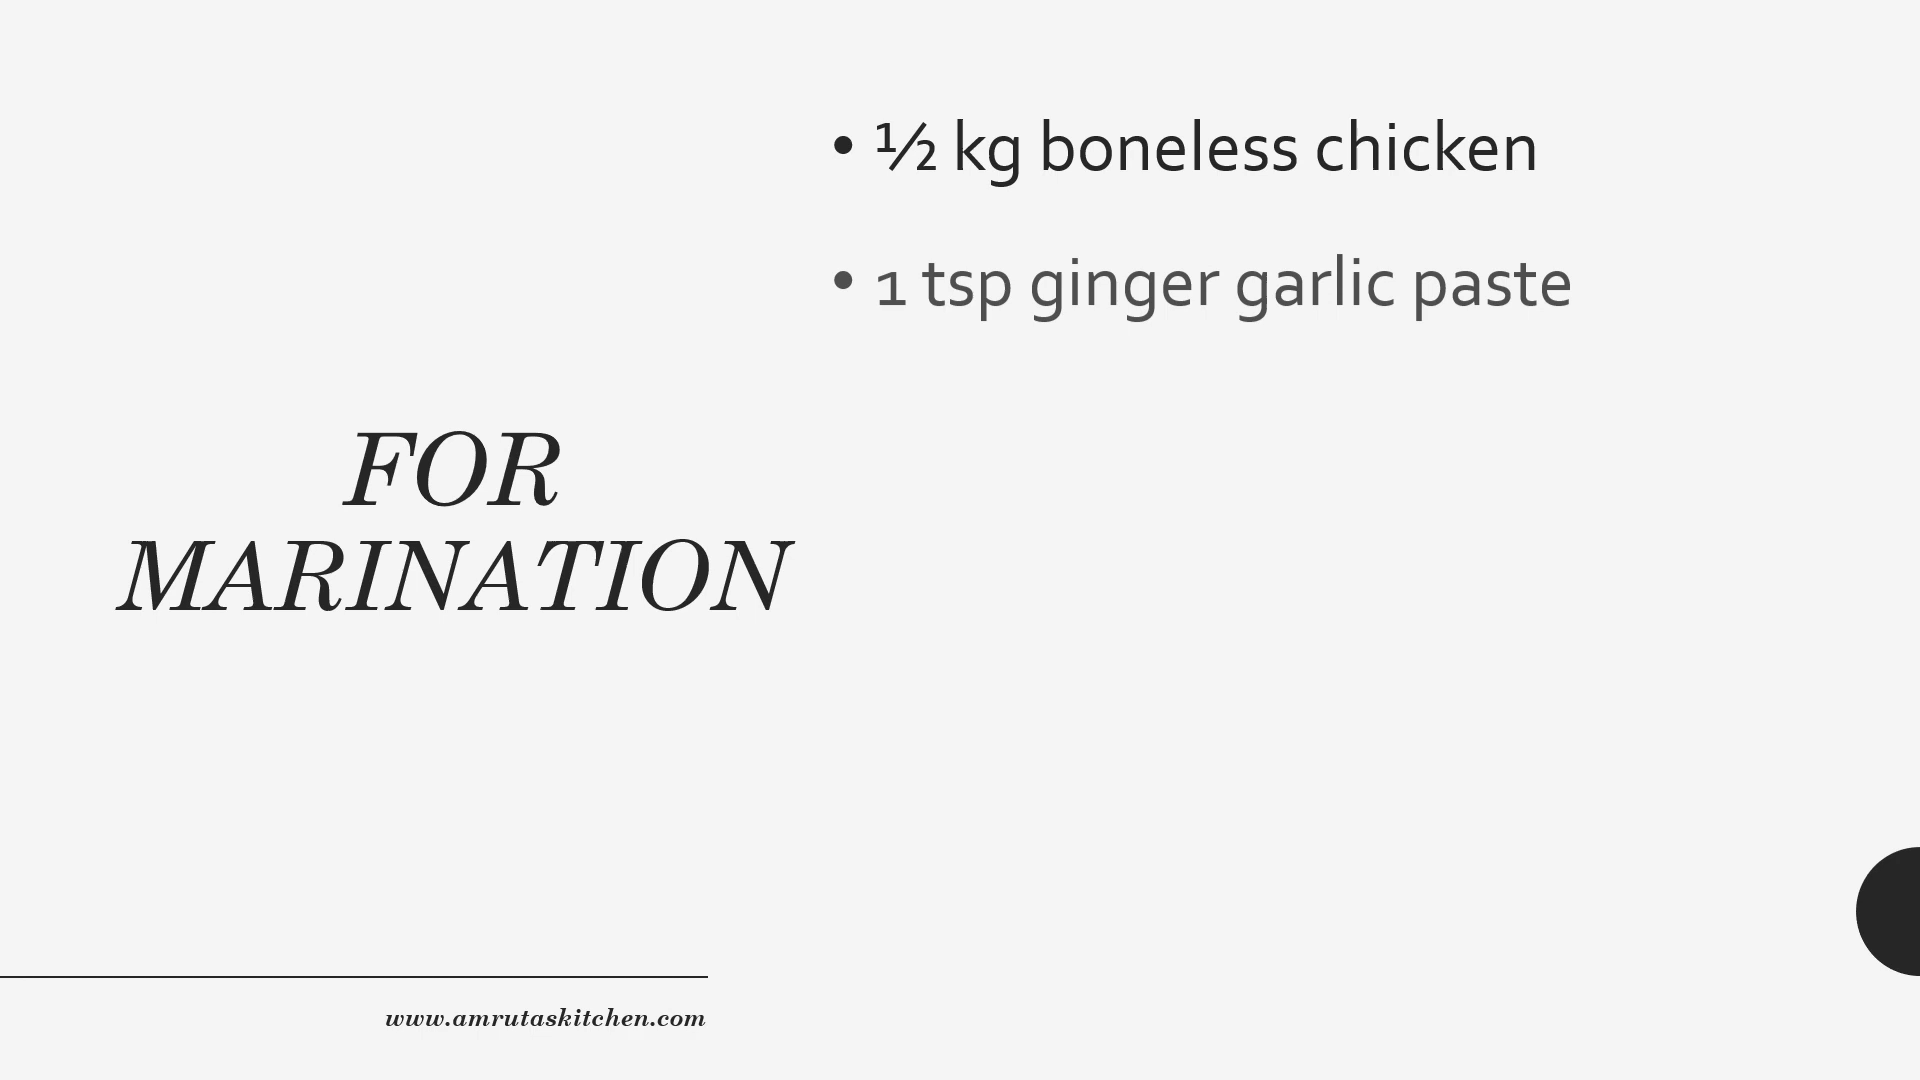 FOR
MARINATION
• ½ kg boneless chicken
• 1 tsp ginger garlic paste
www.amrutaskitchen.com